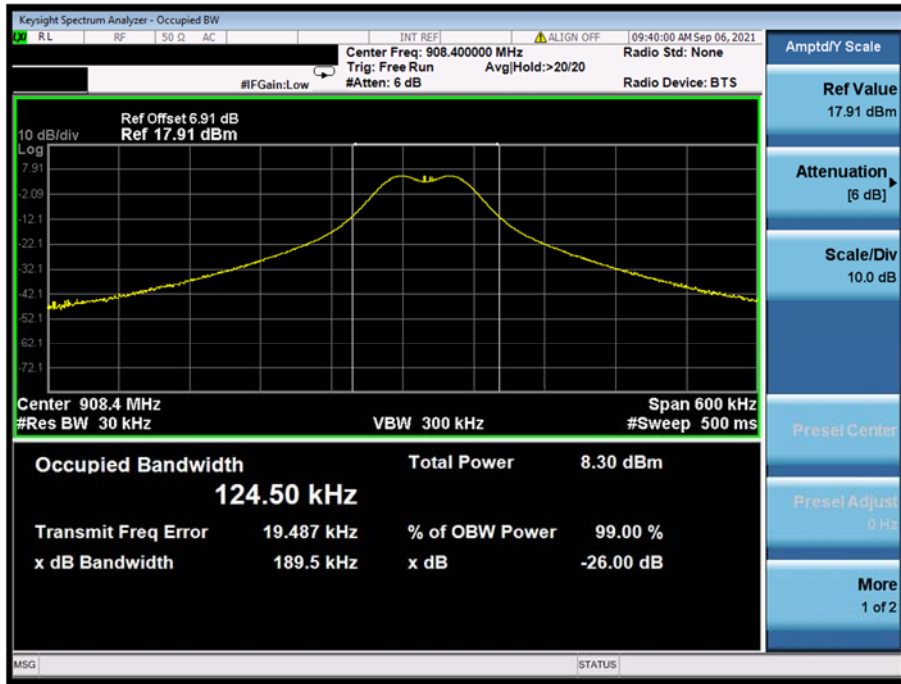 Keysight Spectrum Analyzer - Occupied BW
LXI RL RF 50 Ω AC INT REF ALIGN OFF 09:40:00 AM Sep 06, 2021
Center Freq: 908.400000 MHz Radio Std: None
Trig: Free Run Avg|Hold:>20/20
#IFGain:Low #Atten: 6 dB Radio Device: BTS
Ref Offset 6.91 dB
10 dB/div Ref 17.91 dBm
Log
7.91
-2.09
-12.1
-22.1
-32.1
-42.1
-52.1
-62.1
-72.1
Center 908.4 MHz Span 600 kHz
#Res BW 30 kHz VBW 300 kHz #Sweep 500 ms
Occupied Bandwidth Total Power 8.30 dBm
124.50 kHz
Transmit Freq Error 19.487 kHz % of OBW Power 99.00 %
x dB Bandwidth 189.5 kHz x dB -26.00 dB
MSG STATUS
Amptd/Y Scale
Ref Value
17.91 dBm
Attenuation
[6 dB]
Scale/Div
10.0 dB
Presel Center
Presel Adjust
0 Hz
More
1 of 2